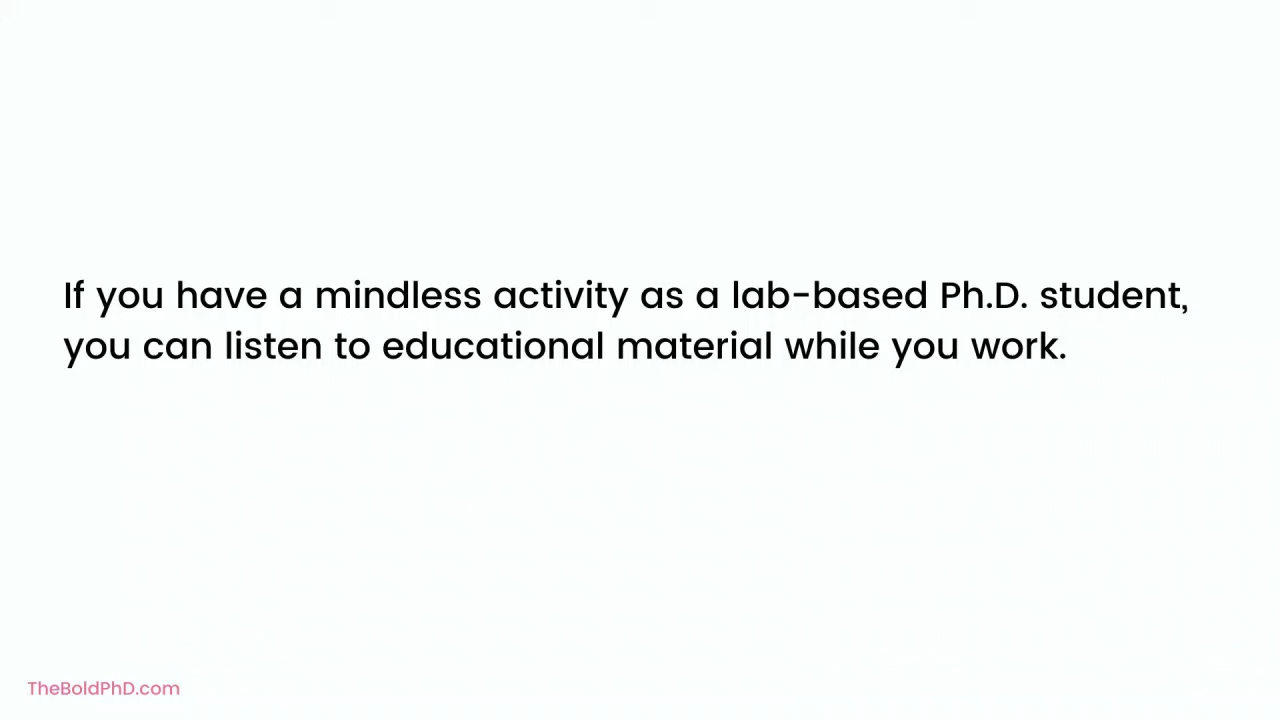 If you have a mindless activity as a lab-based Ph.D. student,
you can listen to educational material while you work.
TheBoldPhD.com